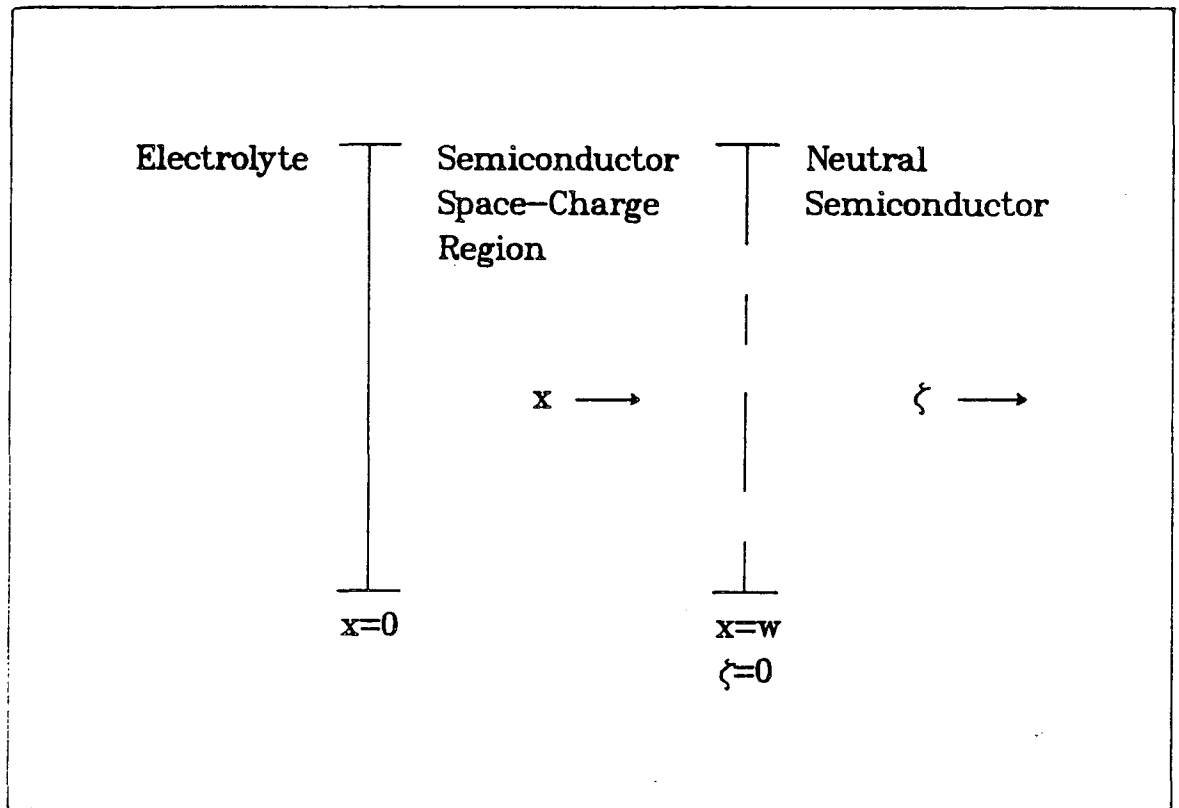 Electrolyte
Semiconductor
Space-Charge
Region
Neutral
Semiconductor
x →
ζ →
x=0
x=w
ζ=0